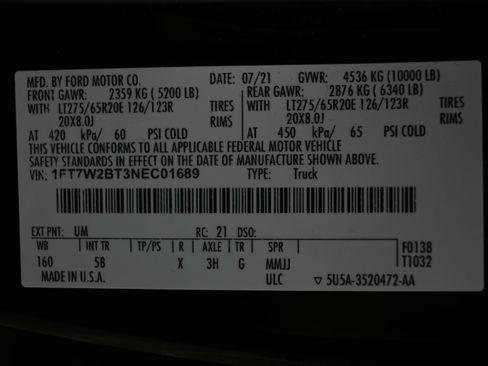 MFD. BY FORD MOTOR CO. DATE: 07/21 GVWR: 4536 KG (10000 LB)
FRONT GAWR: 2359 KG (5200 LB) REAR GAWR: 2876 KG (6340 LB)
WITH LT275/65R20E 126/123R TIRES WITH LT275/65R20E 126/123R TIRES
20X8.0J RIMS 20X8.0J RIMS
AT 420 kPa/ 60 PSI COLD AT 450 kPa/ 65 PSI COLD
THIS VEHICLE CONFORMS TO ALL APPLICABLE FEDERAL MOTOR VEHICLE
SAFETY STANDARDS IN EFFECT ON THE DATE OF MANUFACTURE SHOWN ABOVE.
VIN: 1FT7W2BT3NEC01689 TYPE: Truck
EXT PNT: UM RC: 21 DSO:
WB INT TR TP/PS R AXLE TR SPR F0138
160 5B X 3H G MMJJ T1032
MADE IN U.S.A. ULC ▽ 5U5A-3520472-AA